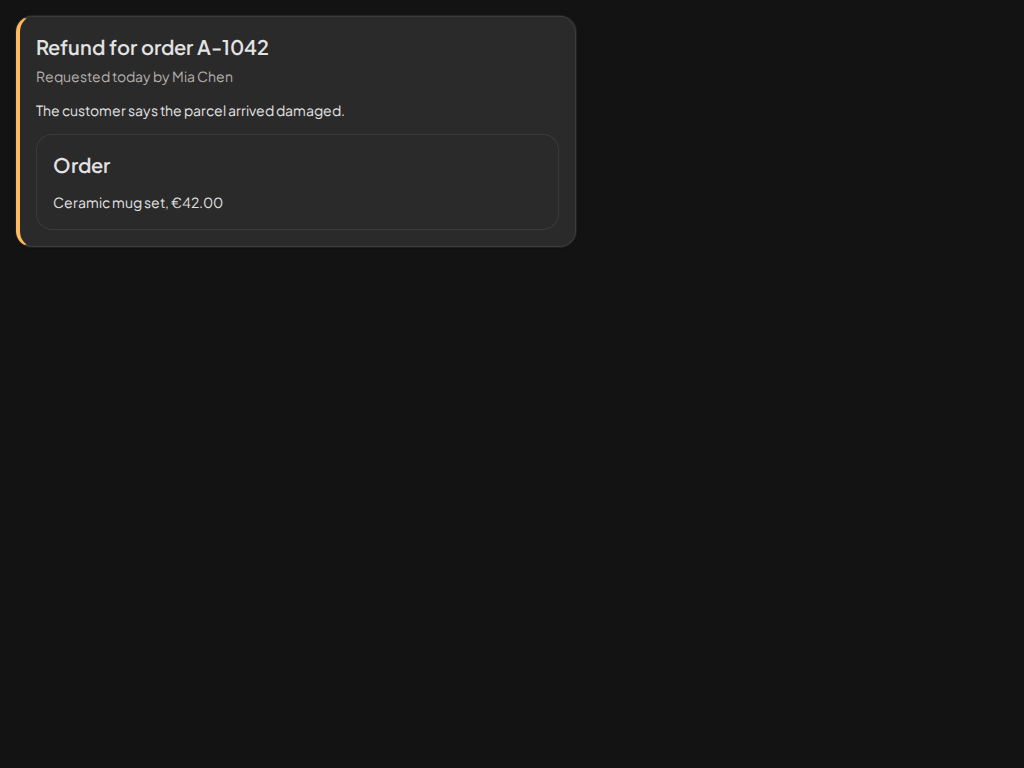 Refund for order A-1042
Requested today by Mia Chen
The customer says the parcel arrived damaged.
Order
Ceramic mug set, €42.00